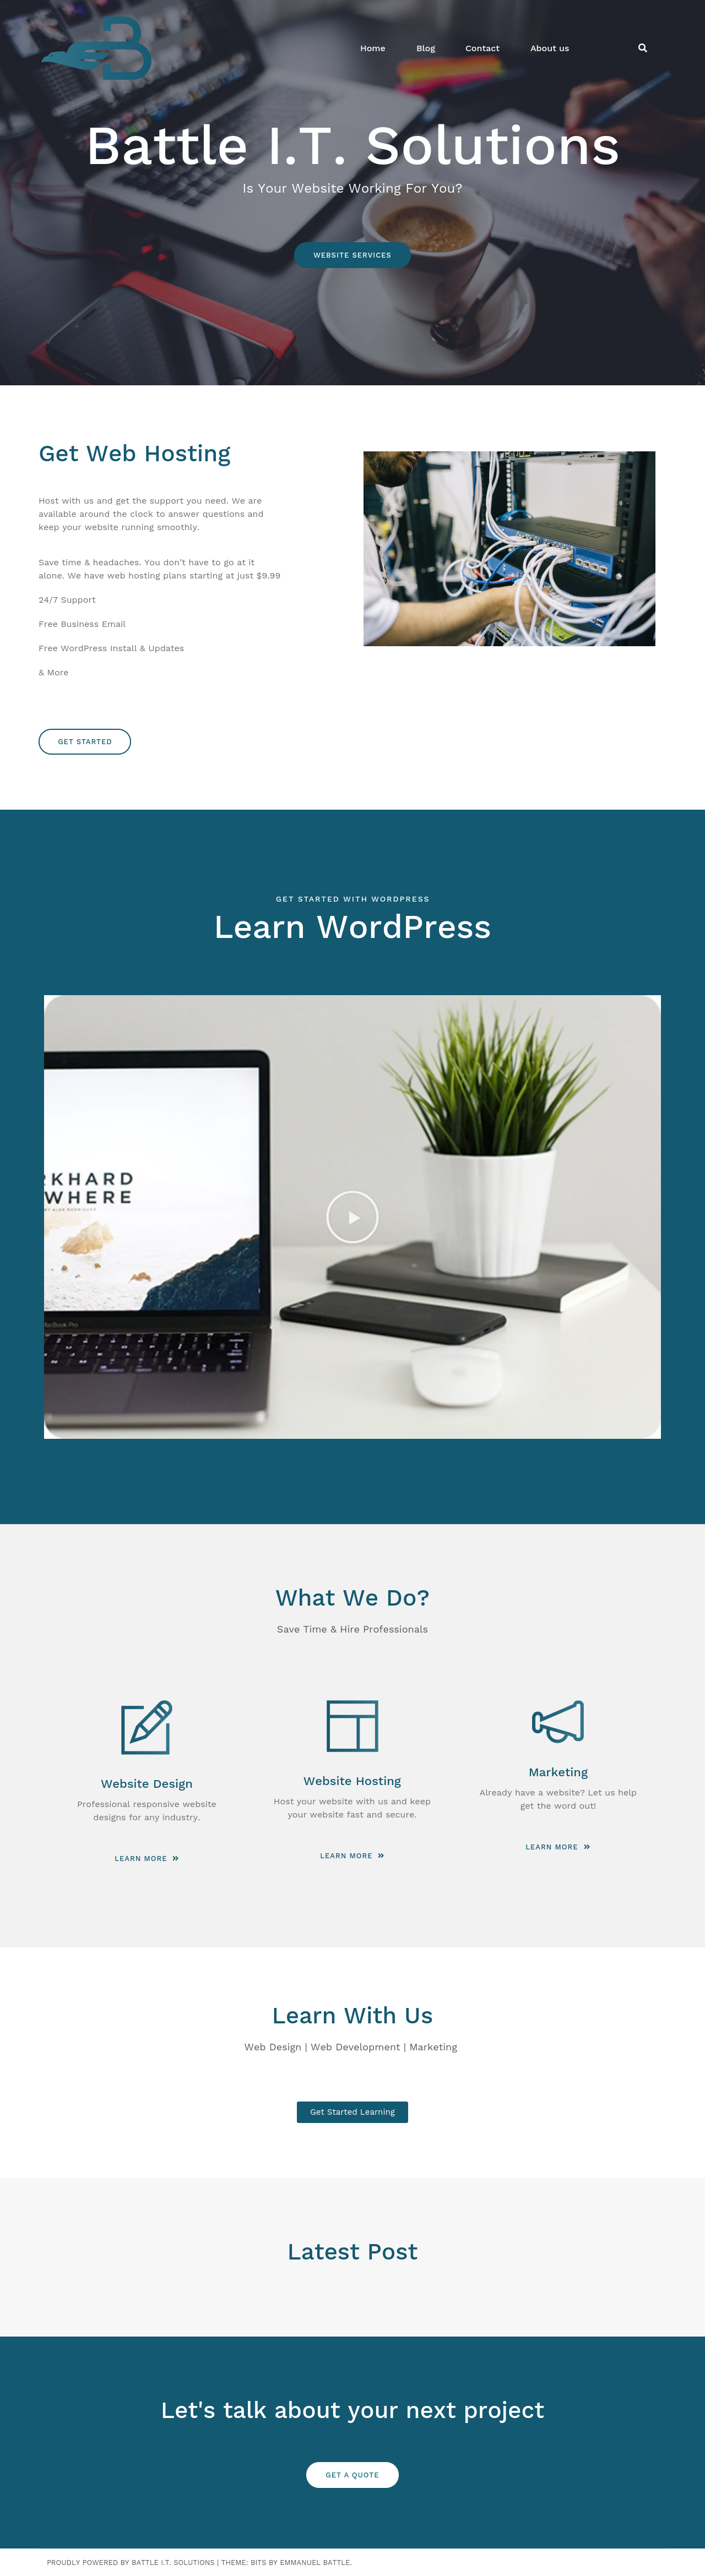 Home Blog Contact About us
Battle I.T. Solutions
Is Your Website Working For You?
WEBSITE SERVICES
Get Web Hosting
Host with us and get the support you need. We are
available around the clock to answer questions and
keep your website running smoothly.
Save time & headaches. You don't have to go at it
alone. We have web hosting plans starting at just $9.99
24/7 Support
Free Business Email
Free WordPress Install & Updates
& More
GET STARTED
GET STARTED WITH WORDPRESS
Learn WordPress
RKHARD
WHERE
MacBook Pro
What We Do?
Save Time & Hire Professionals
Website Design
Professional responsive website
designs for any industry.
LEARN MORE »
Website Hosting
Host your website with us and keep
your website fast and secure.
LEARN MORE »
Marketing
Already have a website? Let us help
get the word out!
LEARN MORE »
Learn With Us
Web Design | Web Development | Marketing
Get Started Learning
Latest Post
Let's talk about your next project
GET A QUOTE
PROUDLY POWERED BY BATTLE I.T. SOLUTIONS | THEME: BITS BY EMMANUEL BATTLE.